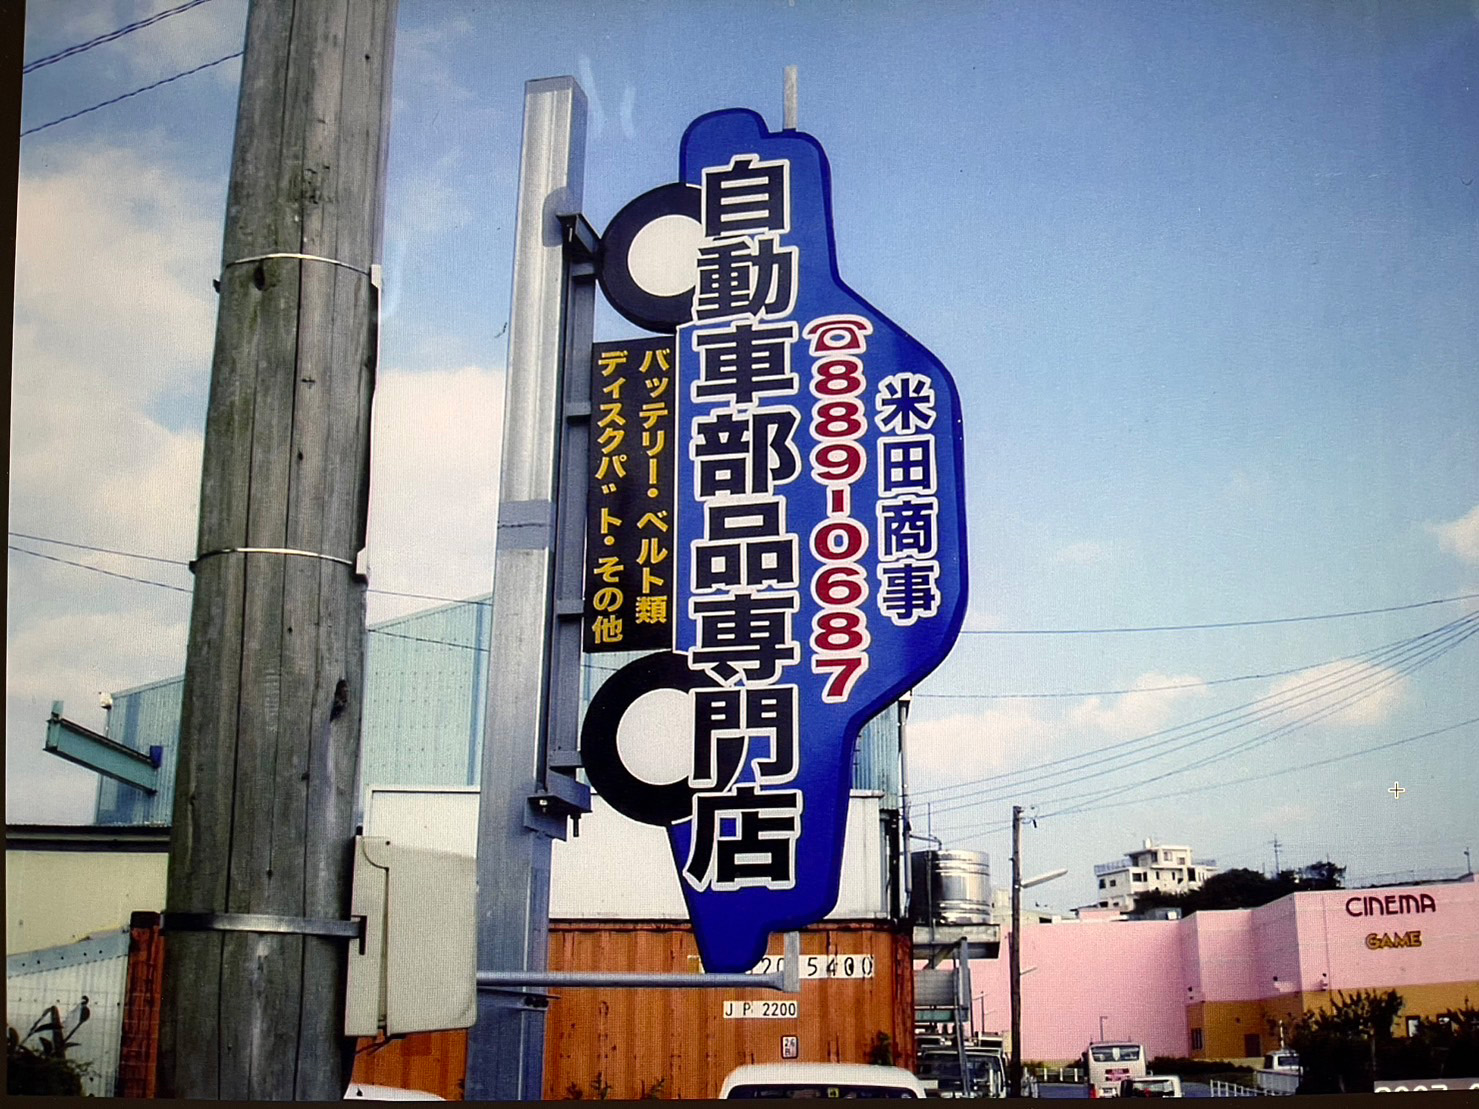 米田商事
☎889-0687
自動車部品専門店
バッテリー・ベルト類
ディスクパット・その他
5400
JP 2200
CINEMA
GAME